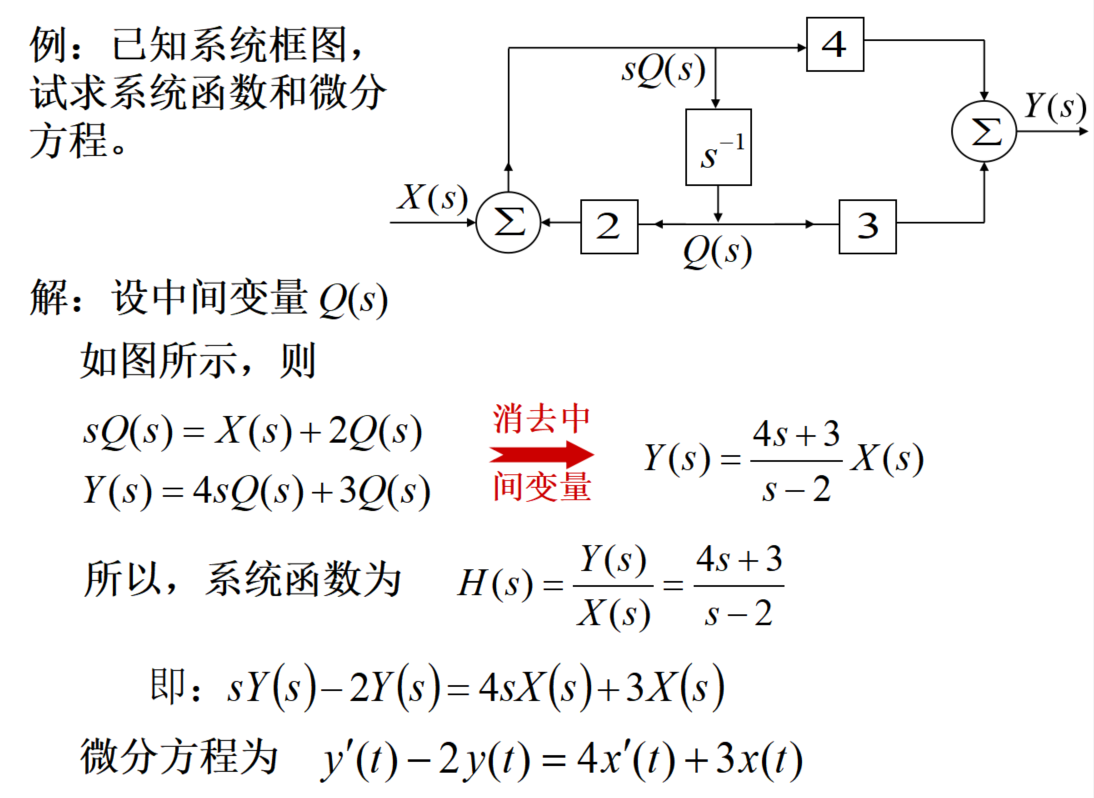 例：已知系统框图，
试求系统函数和微分
方程。
4
sQ(s)
Y(s)
Σ
s⁻¹
X(s)
Σ
2
3
Q(s)
解：设中间变量 Q(s)
如图所示，则
sQ(s) = X(s) + 2Q(s)
Y(s) = 4sQ(s) + 3Q(s)
消去中
间变量
Y(s) = \frac{4s+3}{s-2} X(s)
所以，系统函数为 H(s) = \frac{Y(s)}{X(s)} = \frac{4s+3}{s-2}
即：sY(s) − 2Y(s) = 4sX(s) + 3X(s)
微分方程为 y′(t) − 2y(t) = 4x′(t) + 3x(t)